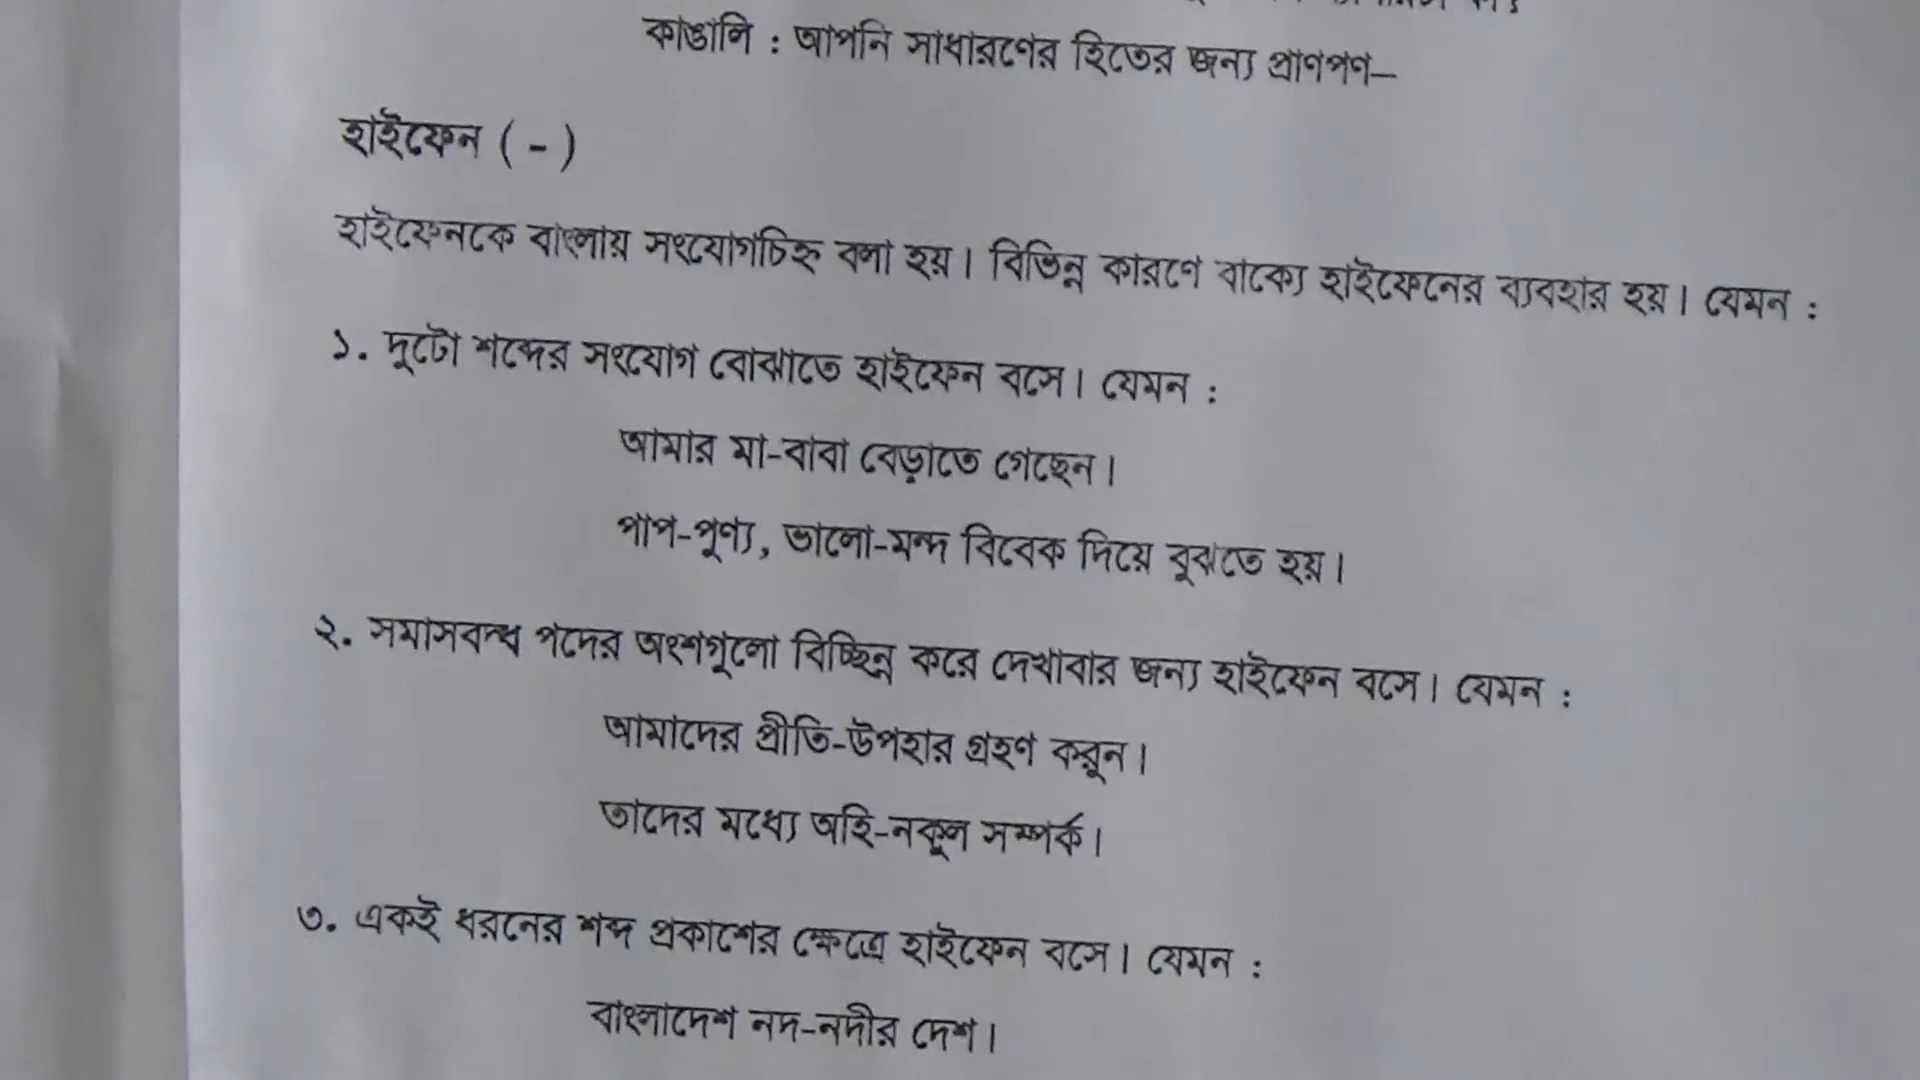 কাঙালি : আপনি সাধারণের হিতের জন্য প্রাণপণ—
হাইফেন ( - )
হাইফেনকে বাংলায় সংযোগচিহ্ন বলা হয়। বিভিন্ন কারণে বাক্যে হাইফেনের ব্যবহার হয়। যেমন :
১. দুটো শব্দের সংযোগ বোঝাতে হাইফেন বসে। যেমন :
আমার মা-বাবা বেড়াতে গেছেন।
পাপ-পুণ্য, ভালো-মন্দ বিবেক দিয়ে বুঝতে হয়।
২. সমাসবদ্ধ পদের অংশগুলো বিচ্ছিন্ন করে দেখাবার জন্য হাইফেন বসে। যেমন :
আমাদের প্রীতি-উপহার গ্রহণ করুন।
তাদের মধ্যে অহি-নকুল সম্পর্ক।
৩. একই ধরনের শব্দ প্রকাশের ক্ষেত্রে হাইফেন বসে। যেমন :
বাংলাদেশ নদ-নদীর দেশ।